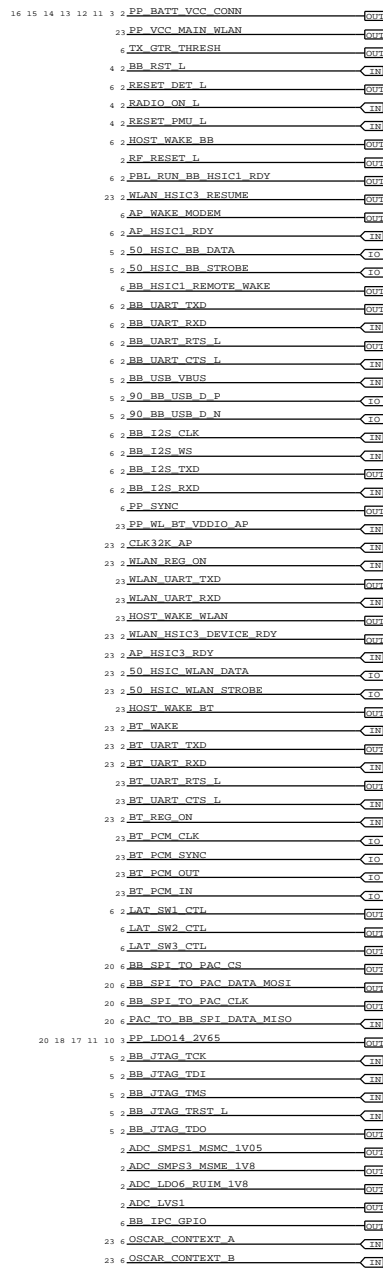 16 15 14 13 12 11 3 2 PP_BATT_VCC_CONN OUT
23 PP_VCC_MAIN_WLAN OUT
6 TX_GTR_THRESH OUT
4 2 BB_RST_L IN
6 2 RESET_DET_L OUT
4 2 RADIO_ON_L IN
4 2 RESET_PMU_L IN
6 2 HOST_WAKE_BB OUT
2 RF_RESET_L OUT
6 2 PBL_RUN_BB_HSIC1_RDY OUT
23 2 WLAN_HSIC3_RESUME OUT
6 AP_WAKE_MODEM OUT
6 2 AP_HSIC1_RDY IN
5 2 50_HSIC_BB_DATA IO
5 2 50_HSIC_BB_STROBE IO
6 BB_HSIC1_REMOTE_WAKE OUT
6 2 BB_UART_TXD OUT
6 2 BB_UART_RXD IN
6 2 BB_UART_RTS_L OUT
6 2 BB_UART_CTS_L IN
5 2 BB_USB_VBUS IN
5 2 90_BB_USB_D_P IO
5 2 90_BB_USB_D_N IO
6 2 BB_I2S_CLK IN
6 2 BB_I2S_WS IN
6 2 BB_I2S_TXD OUT
6 2 BB_I2S_RXD IN
6 PP_SYNC OUT
23 PP_WL_BT_VDDIO_AP IN
23 2 CLK32K_AP IN
23 2 WLAN_REG_ON IN
23 WLAN_UART_TXD OUT
23 WLAN_UART_RXD IN
23 HOST_WAKE_WLAN OUT
23 2 WLAN_HSIC3_DEVICE_RDY OUT
23 2 AP_HSIC3_RDY IN
23 2 50_HSIC_WLAN_DATA IO
23 2 50_HSIC_WLAN_STROBE IO
23 HOST_WAKE_BT OUT
23 2 BT_WAKE IN
23 2 BT_UART_TXD OUT
23 2 BT_UART_RXD IN
23 BT_UART_RTS_L OUT
23 BT_UART_CTS_L IN
23 2 BT_REG_ON IN
23 BT_PCM_CLK IO
23 BT_PCM_SYNC IO
23 BT_PCM_OUT IO
23 BT_PCM_IN IO
6 2 LAT_SW1_CTL OUT
6 LAT_SW2_CTL OUT
6 LAT_SW3_CTL OUT
20 6 BB_SPI_TO_PAC_CS OUT
20 6 BB_SPI_TO_PAC_DATA_MOSI OUT
20 6 BB_SPI_TO_PAC_CLK OUT
20 6 PAC_TO_BB_SPI_DATA_MISO IN
20 18 17 11 10 3 PP_LDO14_2V65 OUT
5 2 BB_JTAG_TCK IN
5 2 BB_JTAG_TDI IN
5 2 BB_JTAG_TMS IN
5 2 BB_JTAG_TRST_L IN
5 2 BB_JTAG_TDO OUT
2 ADC_SMPS1_MSMC_1V05 OUT
2 ADC_SMPS3_MSME_1V8 OUT
2 ADC_LDO6_RUIM_1V8 OUT
2 ADC_LVS1 OUT
6 BB_IPC_GPIO OUT
23 6 OSCAR_CONTEXT_A IN
23 6 OSCAR_CONTEXT_B IN